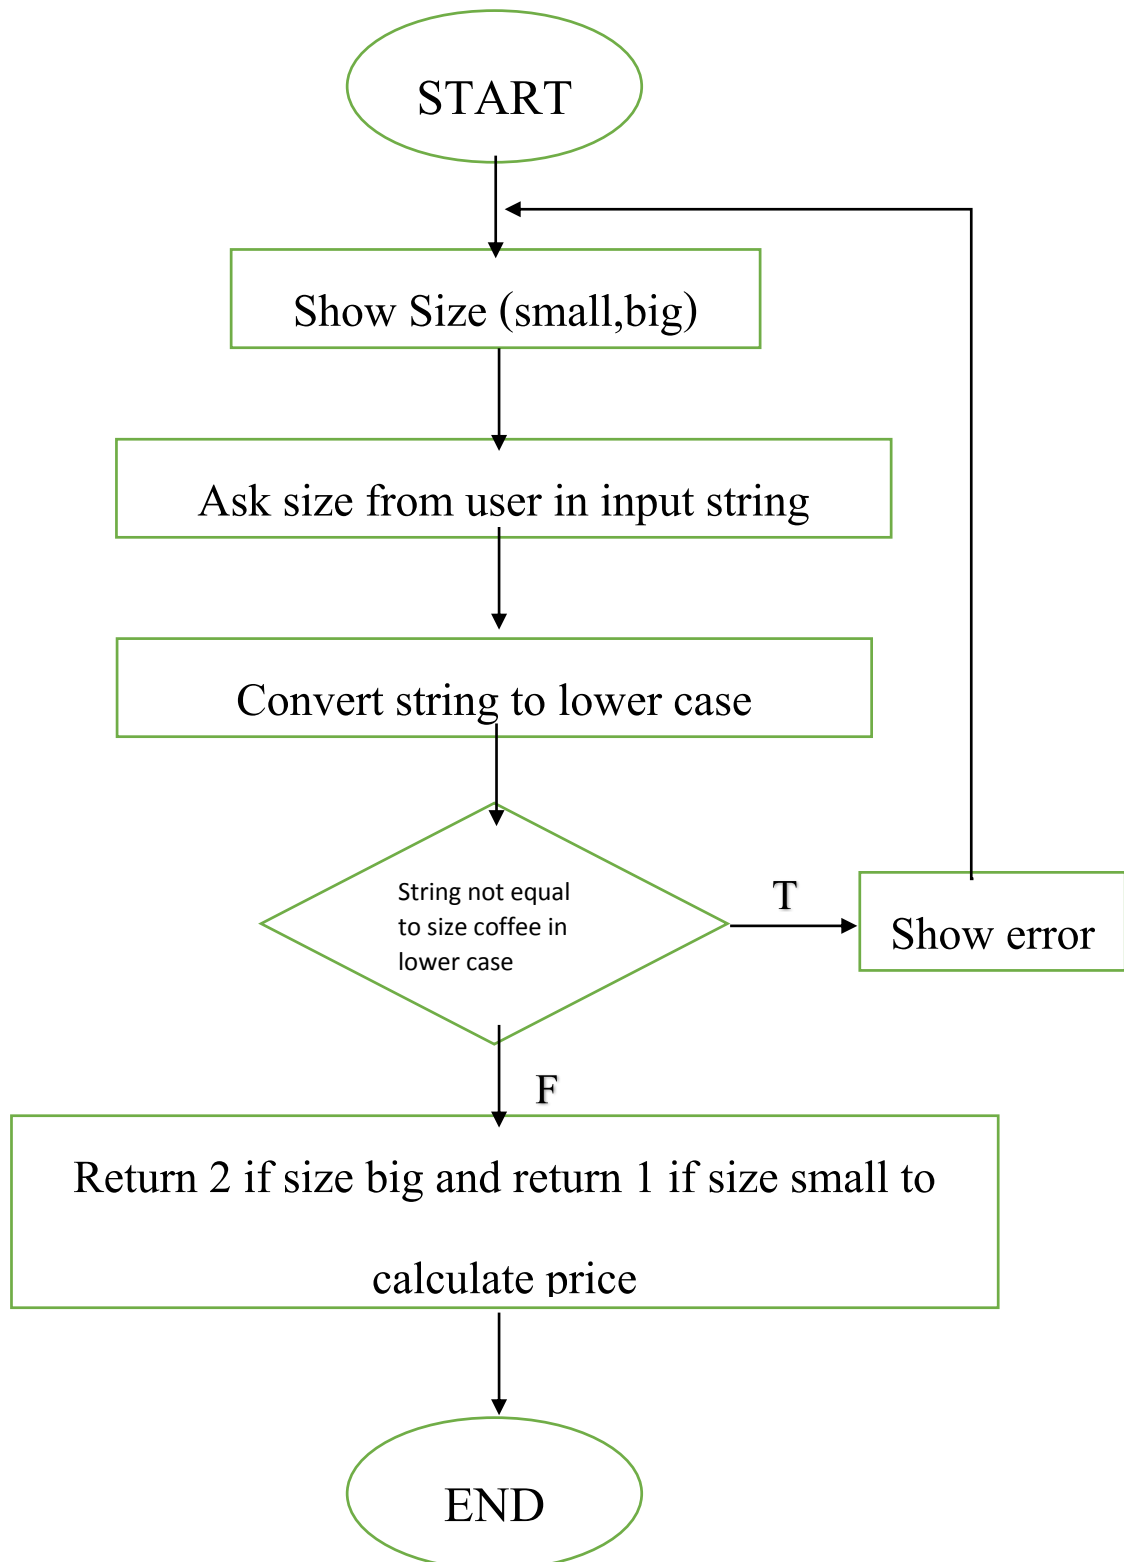 START
Show Size (small,big)
Ask size from user in input string
Convert string to lower case
String not equal
to size coffee in
lower case
T
Show error
F
Return 2 if size big and return 1 if size small to
calculate price
END